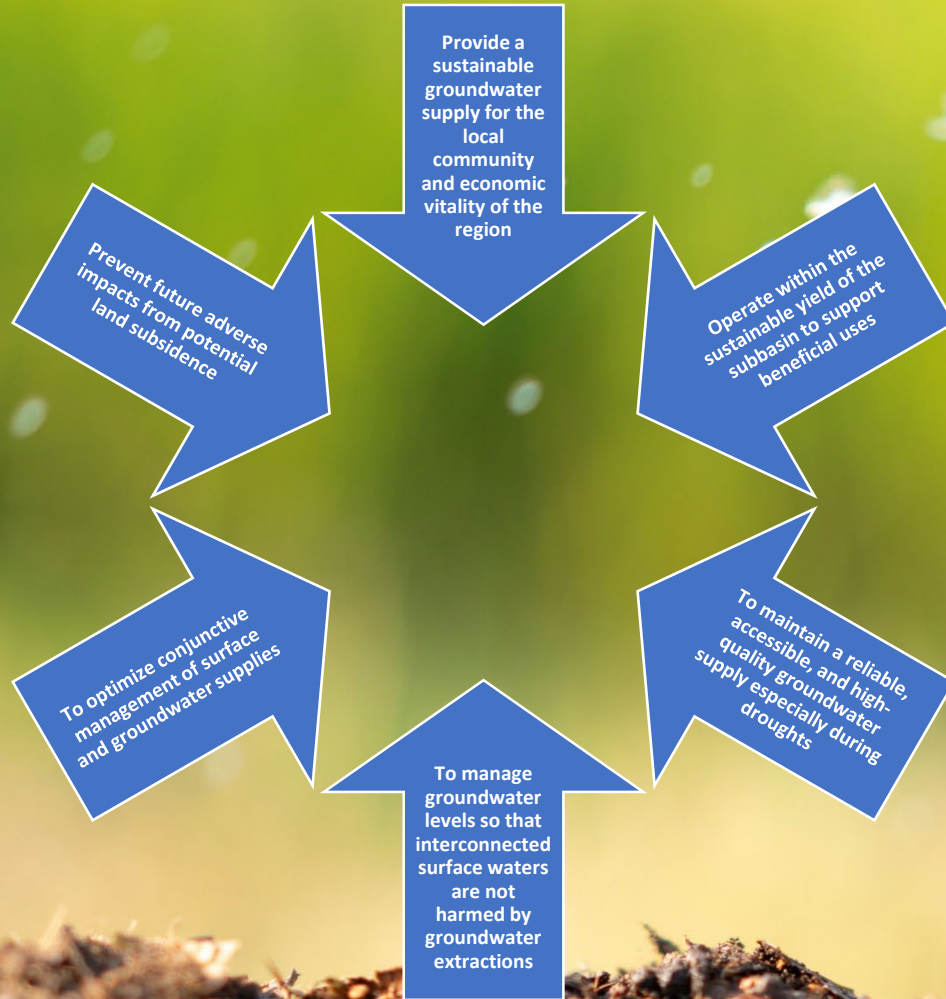 Provide a
sustainable
groundwater
supply for the
local
community
and economic
vitality of the
region
Operate within the
sustainable yield of the
subbasin to support
beneficial uses
To maintain a reliable,
accessible, and high-
quality groundwater
supply especially during
droughts
To manage
groundwater
levels so that
interconnected
surface waters
are not
harmed by
groundwater
extractions
To optimize conjunctive
management of surface
and groundwater supplies
Prevent future adverse
impacts from potential
land subsidence